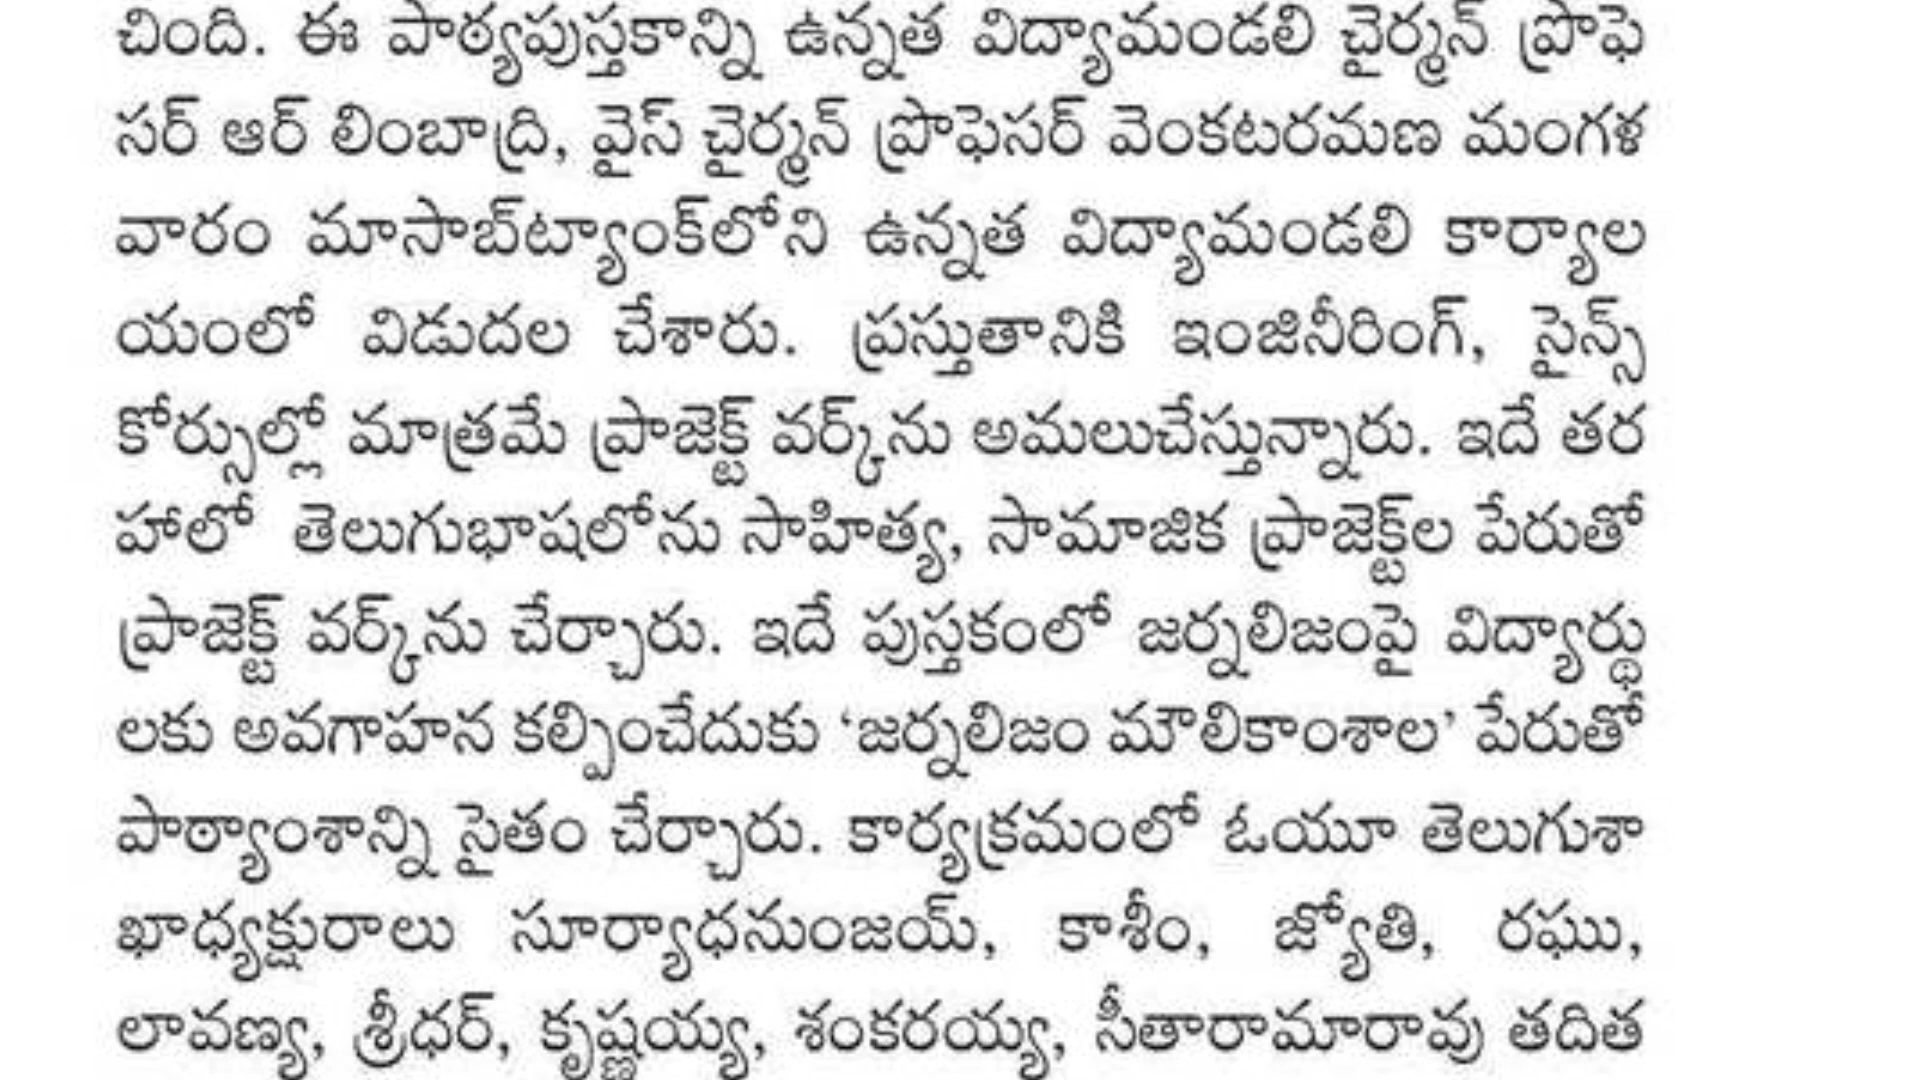 చింది. ఈ పాఠ్యపుస్తకాన్ని ఉన్నత విద్యామండలి చైర్మన్ ప్రొఫె
సర్ ఆర్ లింబాద్రి, వైస్ చైర్మన్ ప్రొఫెసర్ వెంకటరమణ మంగళ
వారం మాసాబ్‌ట్యాంక్‌లోని ఉన్నత విద్యామండలి కార్యాల
యంలో విడుదల చేశారు. ప్రస్తుతానికి ఇంజినీరింగ్, సైన్స్
కోర్సుల్లో మాత్రమే ప్రాజెక్ట్ వర్క్‌ను అమలుచేస్తున్నారు. ఇదే తర
హాలో తెలుగుభాషలోను సాహిత్య, సామాజిక ప్రాజెక్ట్‌ల పేరుతో
ప్రాజెక్ట్ వర్క్‌ను చేర్చారు. ఇదే పుస్తకంలో జర్నలిజంపై విద్యార్థు
లకు అవగాహన కల్పించేదుకు ‘జర్నలిజం మౌలికాంశాల’ పేరుతో
పాఠ్యాంశాన్ని సైతం చేర్చారు. కార్యక్రమంలో ఓయూ తెలుగుశా
ఖాధ్యక్షురాలు సూర్యాధనుంజయ్, కాశీం, జ్యోతి, రఘు,
లావణ్య, శ్రీధర్, కృష్ణయ్య, శంకరయ్య, సీతారామారావు తదిత